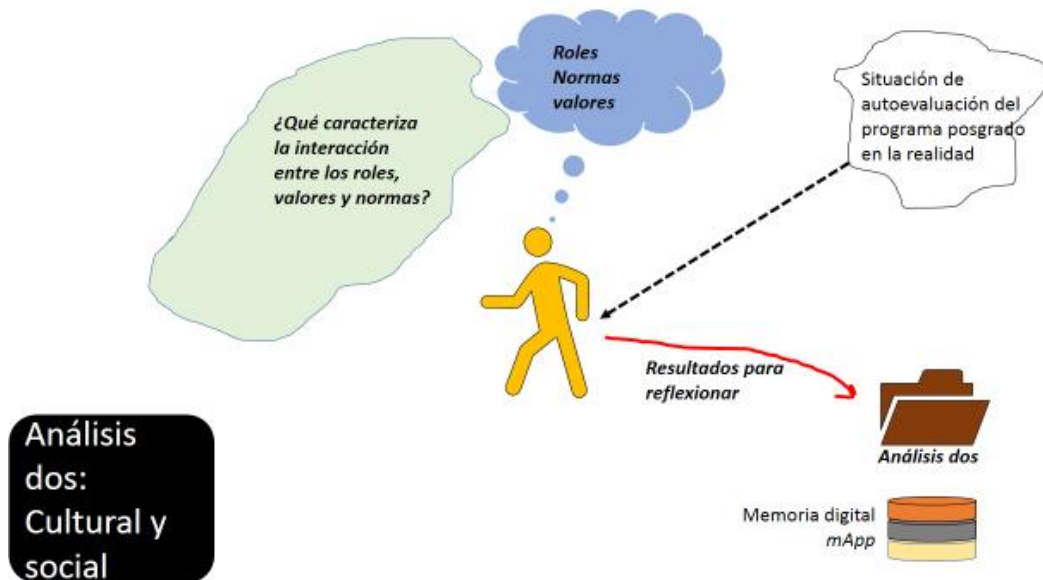 Roles
Normas
valores
¿Qué caracteriza
la interacción
entre los roles,
valores y normas?
Situación de
autoevaluación del
programa posgrado
en la realidad
Resultados para
reflexionar
Análisis dos
Memoria digital
mApp
Análisis
dos:
Cultural y
social